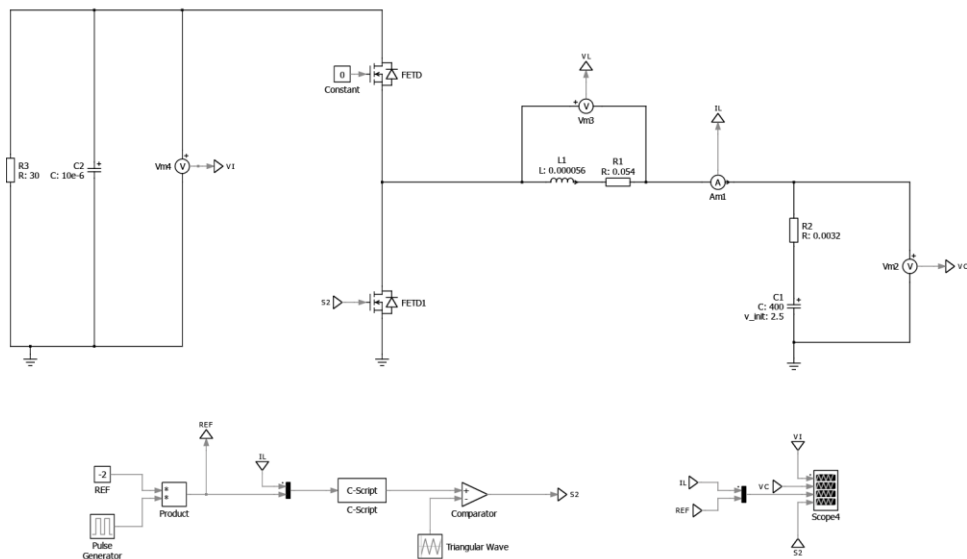 VL
0
FETD
Constant
V
Vm3
IL
R3
R: 30
C2
C: 10e-6
Vm4
V
VI
L1
L: 0.000056
R1
R: 0.054
A
Am1
R2
R: 0.0032
Vm2
V
VC
S2
FETD1
C1
C: 400
v_init: 2.5
REF
IL
VI
-2
REF
Product
C-Script
C-Script
Comparator
S2
IL
VC
REF
Scope4
Pulse
Generator
Triangular Wave
S2